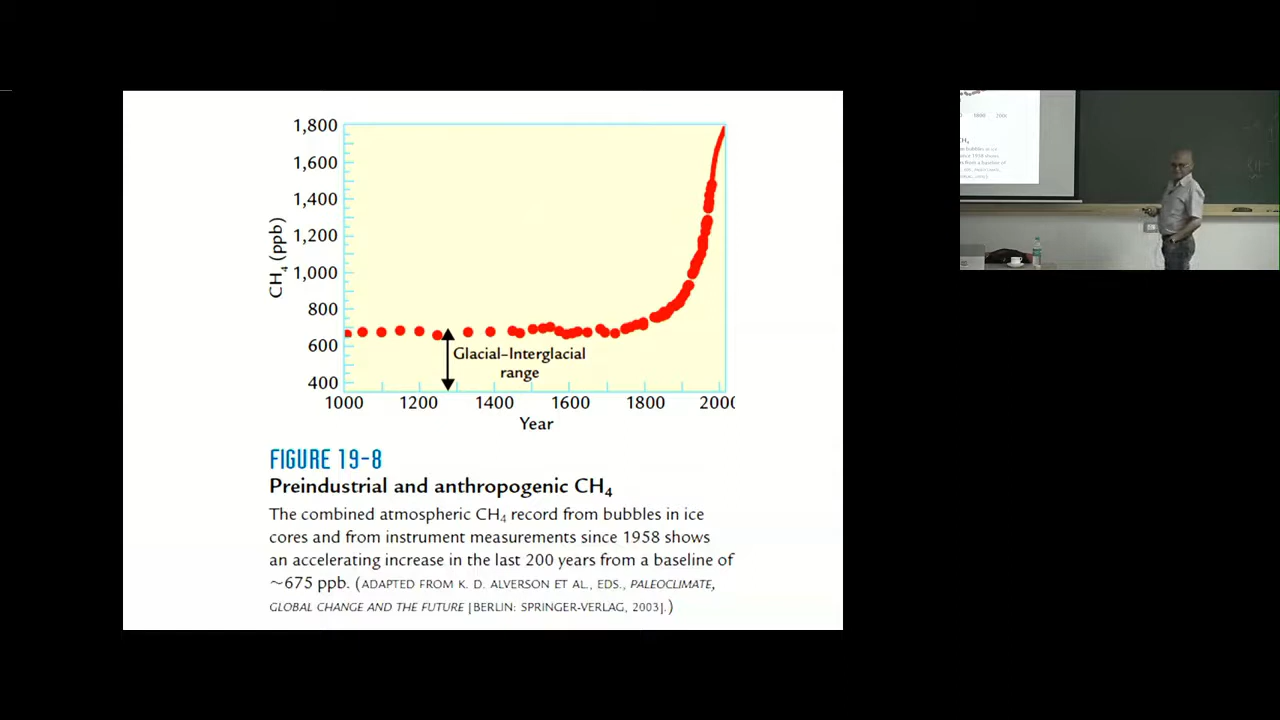 1,800
1,600
1,400
1,200
1,000
800
600
400
CH₄ (ppb)
Glacial–Interglacial
range
1000 1200 1400 1600 1800 200
Year
FIGURE 19-8
Preindustrial and anthropogenic CH₄
The combined atmospheric CH₄ record from bubbles in ice
cores and from instrument measurements since 1958 shows
an accelerating increase in the last 200 years from a baseline of
~675 ppb. (ADAPTED FROM K. D. ALVERSON ET AL., EDS., PALEOCLIMATE,
GLOBAL CHANGE AND THE FUTURE [BERLIN: SPRINGER-VERLAG, 2003].)